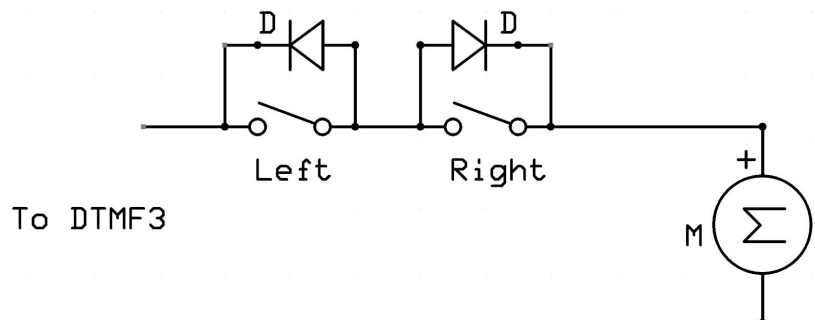 D D
Left Right
+
To DTMF3
M Σ